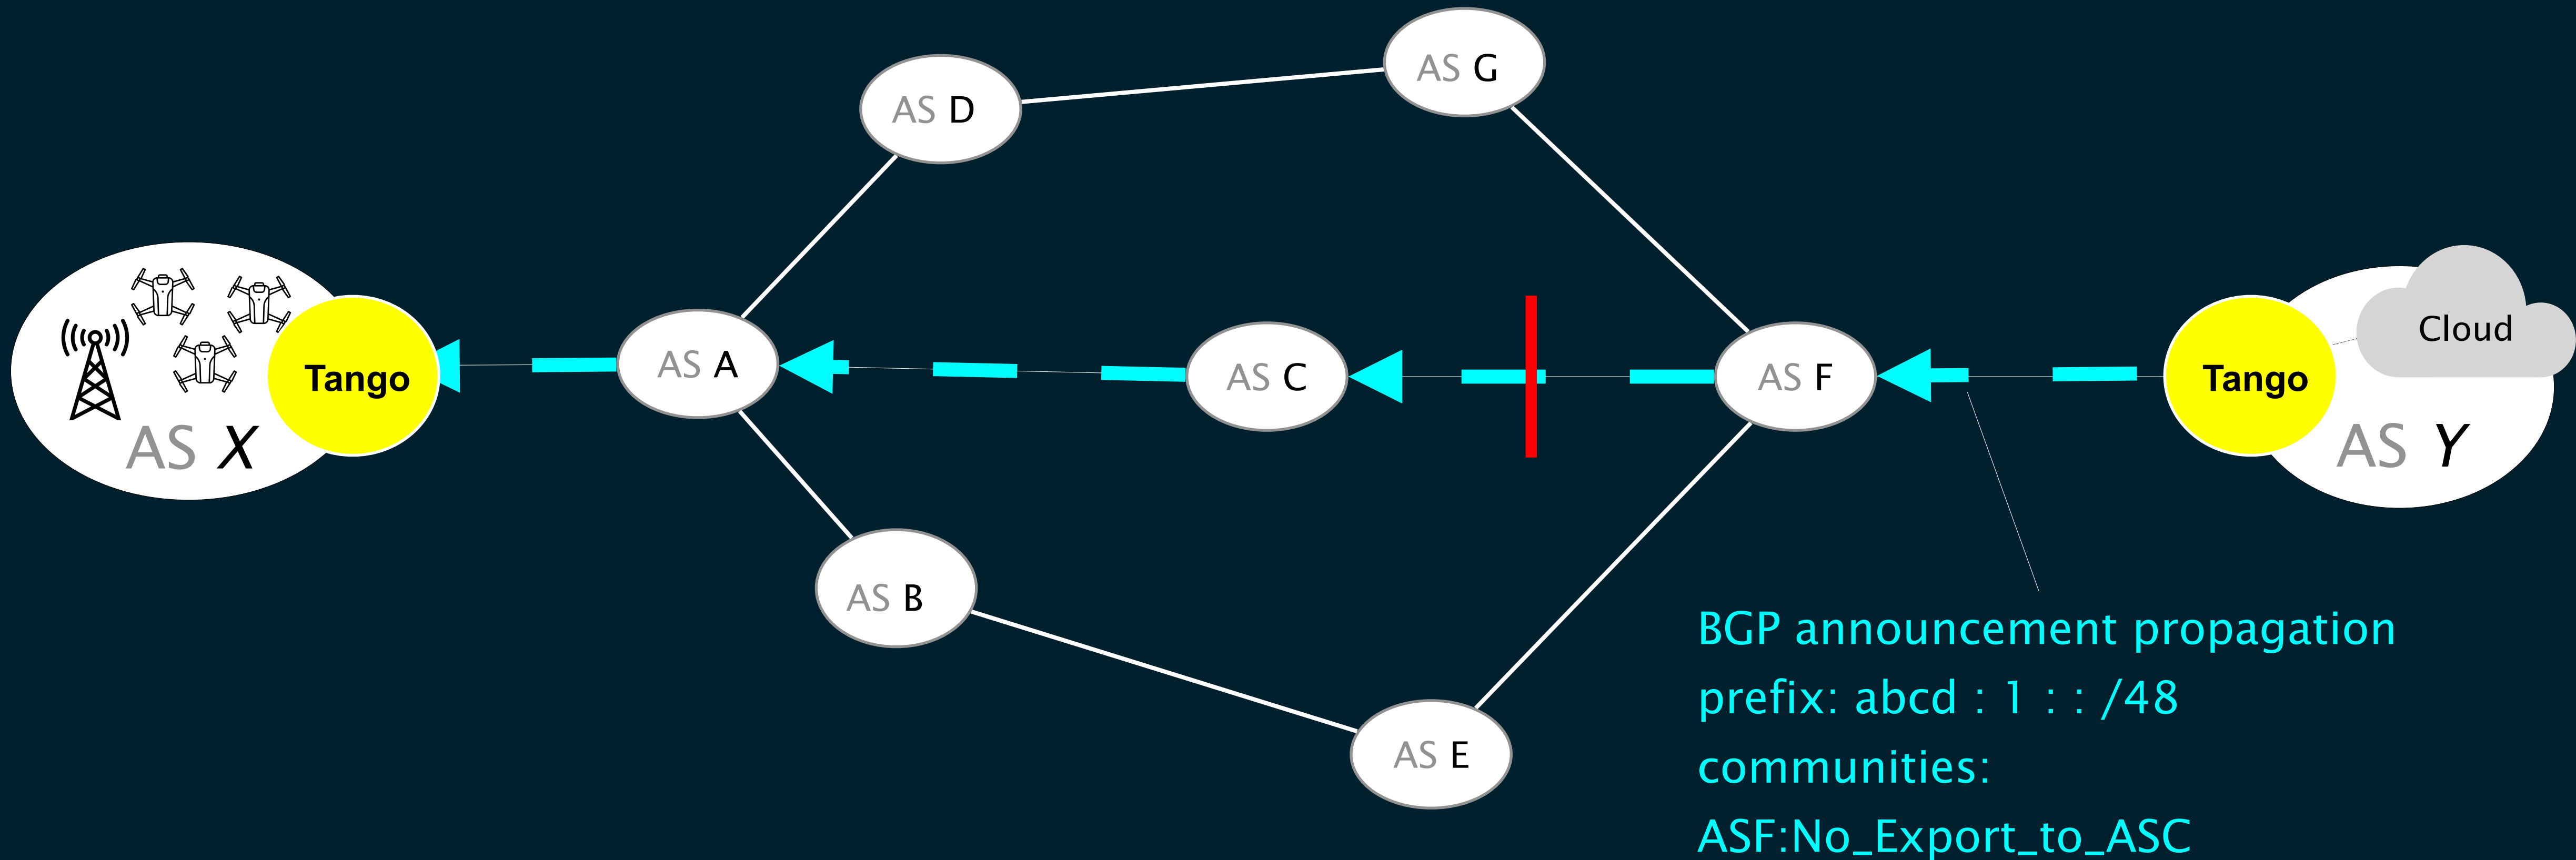 AS G
AS D
Cloud
AS A
AS C
AS F
Tango
Tango
AS X
AS Y
AS B
BGP announcement propagation
prefix: abcd : 1 : : /48
AS E
communities:
ASF:No_Export_to_ASC